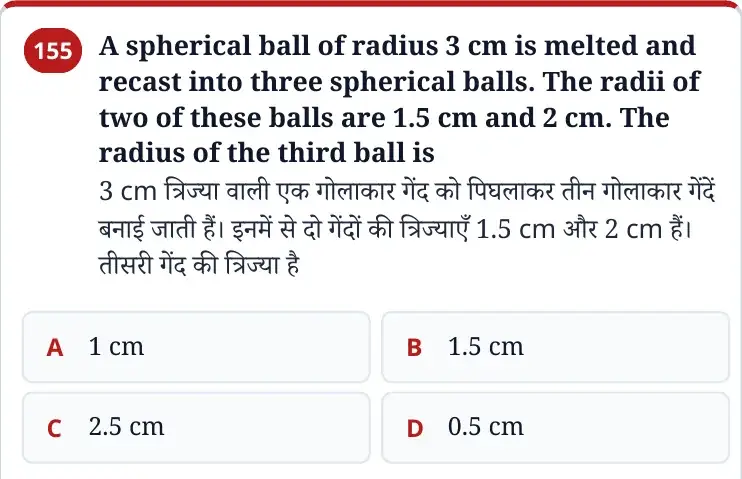 155 A spherical ball of radius 3 cm is melted and
recast into three spherical balls. The radii of
two of these balls are 1.5 cm and 2 cm. The
radius of the third ball is
3 cm त्रिज्या वाली एक गोलाकार गेंद को पिघलाकर तीन गोलाकार गेंदें
बनाई जाती हैं। इनमें से दो गेंदों की त्रिज्याएँ 1.5 cm और 2 cm हैं।
तीसरी गेंद की त्रिज्या है
A 1 cm
B 1.5 cm
C 2.5 cm
D 0.5 cm